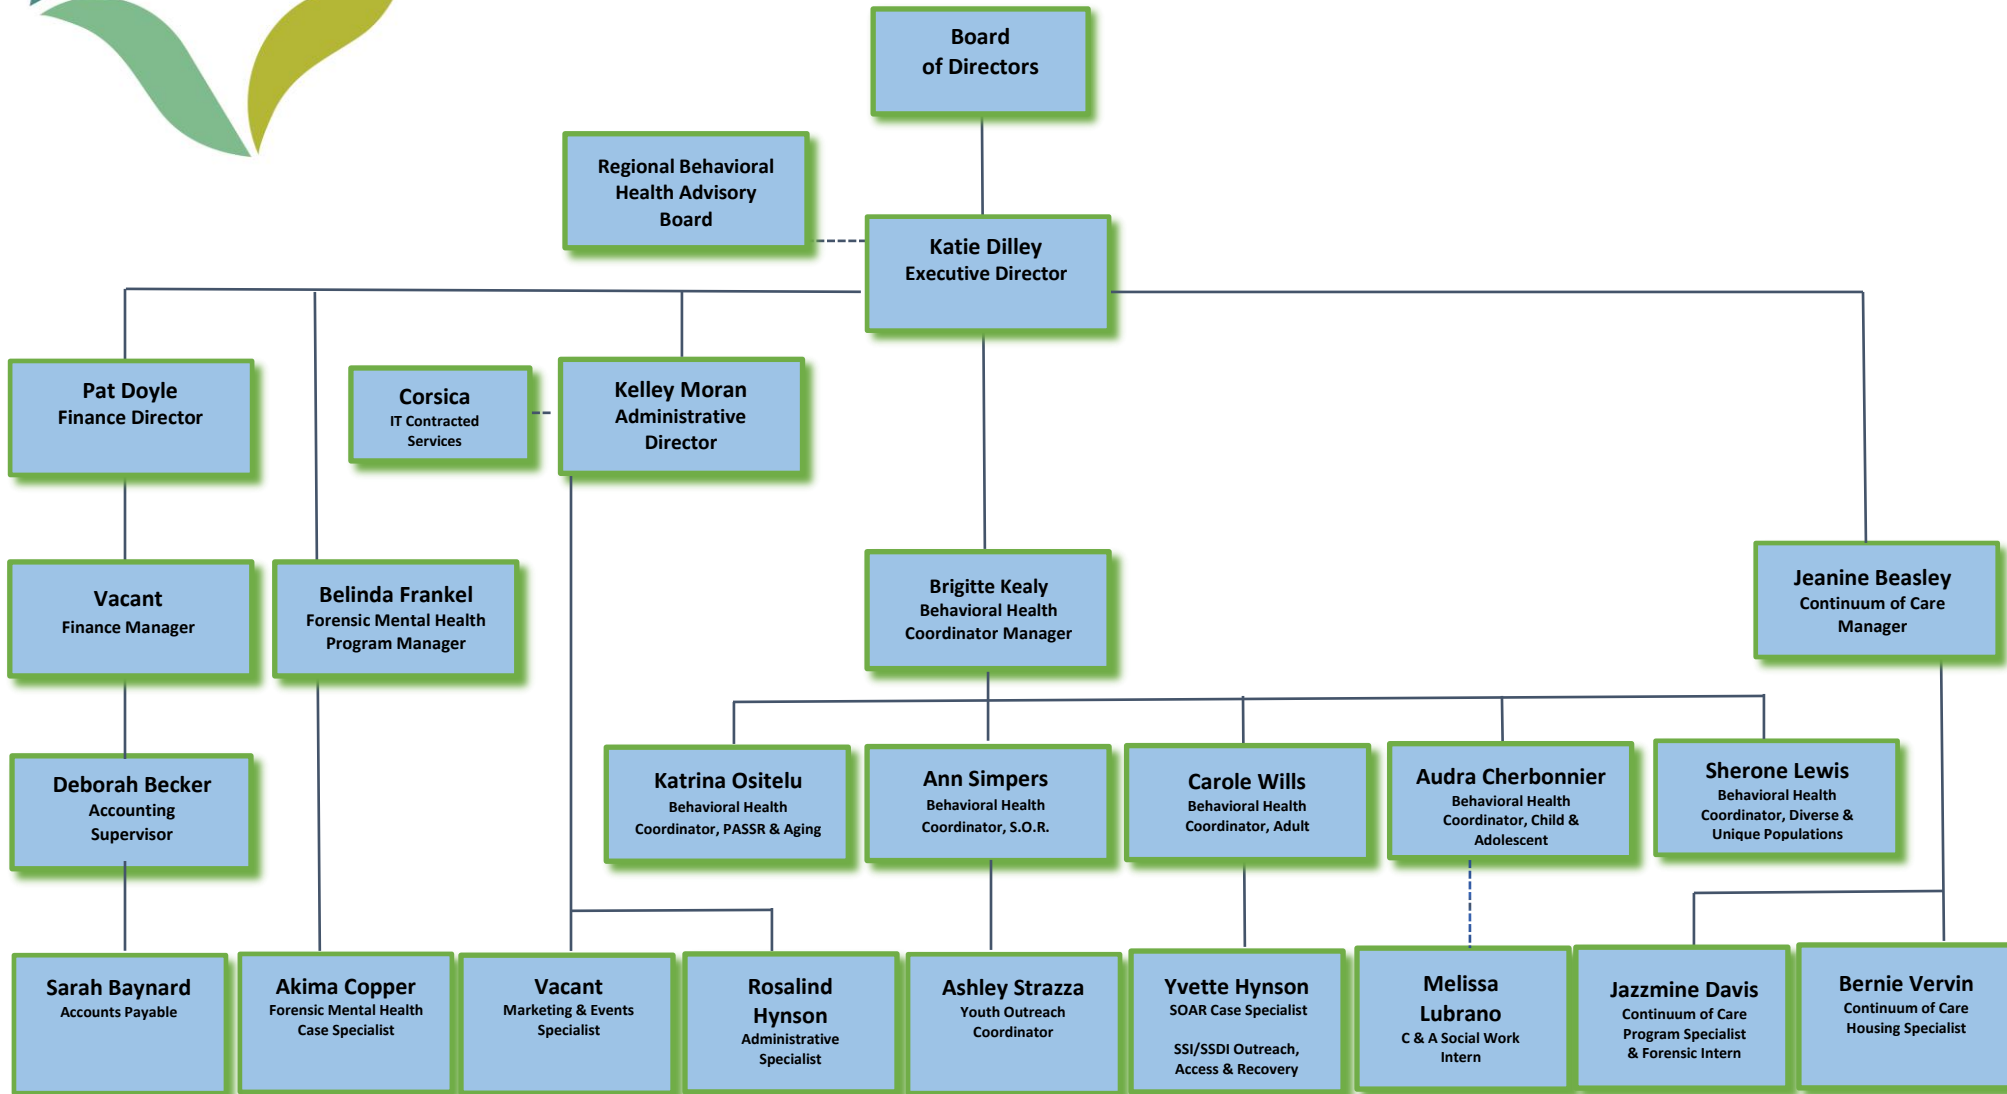 Board
of Directors
Regional Behavioral
Health Advisory
Board
Katie Dilley
Executive Director
Pat Doyle
Finance Director
Corsica
IT Contracted
Services
Kelley Moran
Administrative
Director
Vacant
Finance Manager
Belinda Frankel
Forensic Mental Health
Program Manager
Brigitte Kealy
Behavioral Health
Coordinator Manager
Jeanine Beasley
Continuum of Care
Manager
Deborah Becker
Accounting
Supervisor
Katrina Ositelu
Behavioral Health
Coordinator, PASSR & Aging
Ann Simpers
Behavioral Health
Coordinator, S.O.R.
Carole Wills
Behavioral Health
Coordinator, Adult
Audra Cherbonnier
Behavioral Health
Coordinator, Child &
Adolescent
Sherone Lewis
Behavioral Health
Coordinator, Diverse &
Unique Populations
Sarah Baynard
Accounts Payable
Akima Copper
Forensic Mental Health
Case Specialist
Vacant
Marketing & Events
Specialist
Rosalind
Hynson
Administrative
Specialist
Ashley Strazza
Youth Outreach
Coordinator
Yvette Hynson
SOAR Case Specialist
SSI/SSDI Outreach,
Access & Recovery
Melissa
Lubrano
C & A Social Work
Intern
Jazzmine Davis
Continuum of Care
Program Specialist
& Forensic Intern
Bernie Vervin
Continuum of Care
Housing Specialist